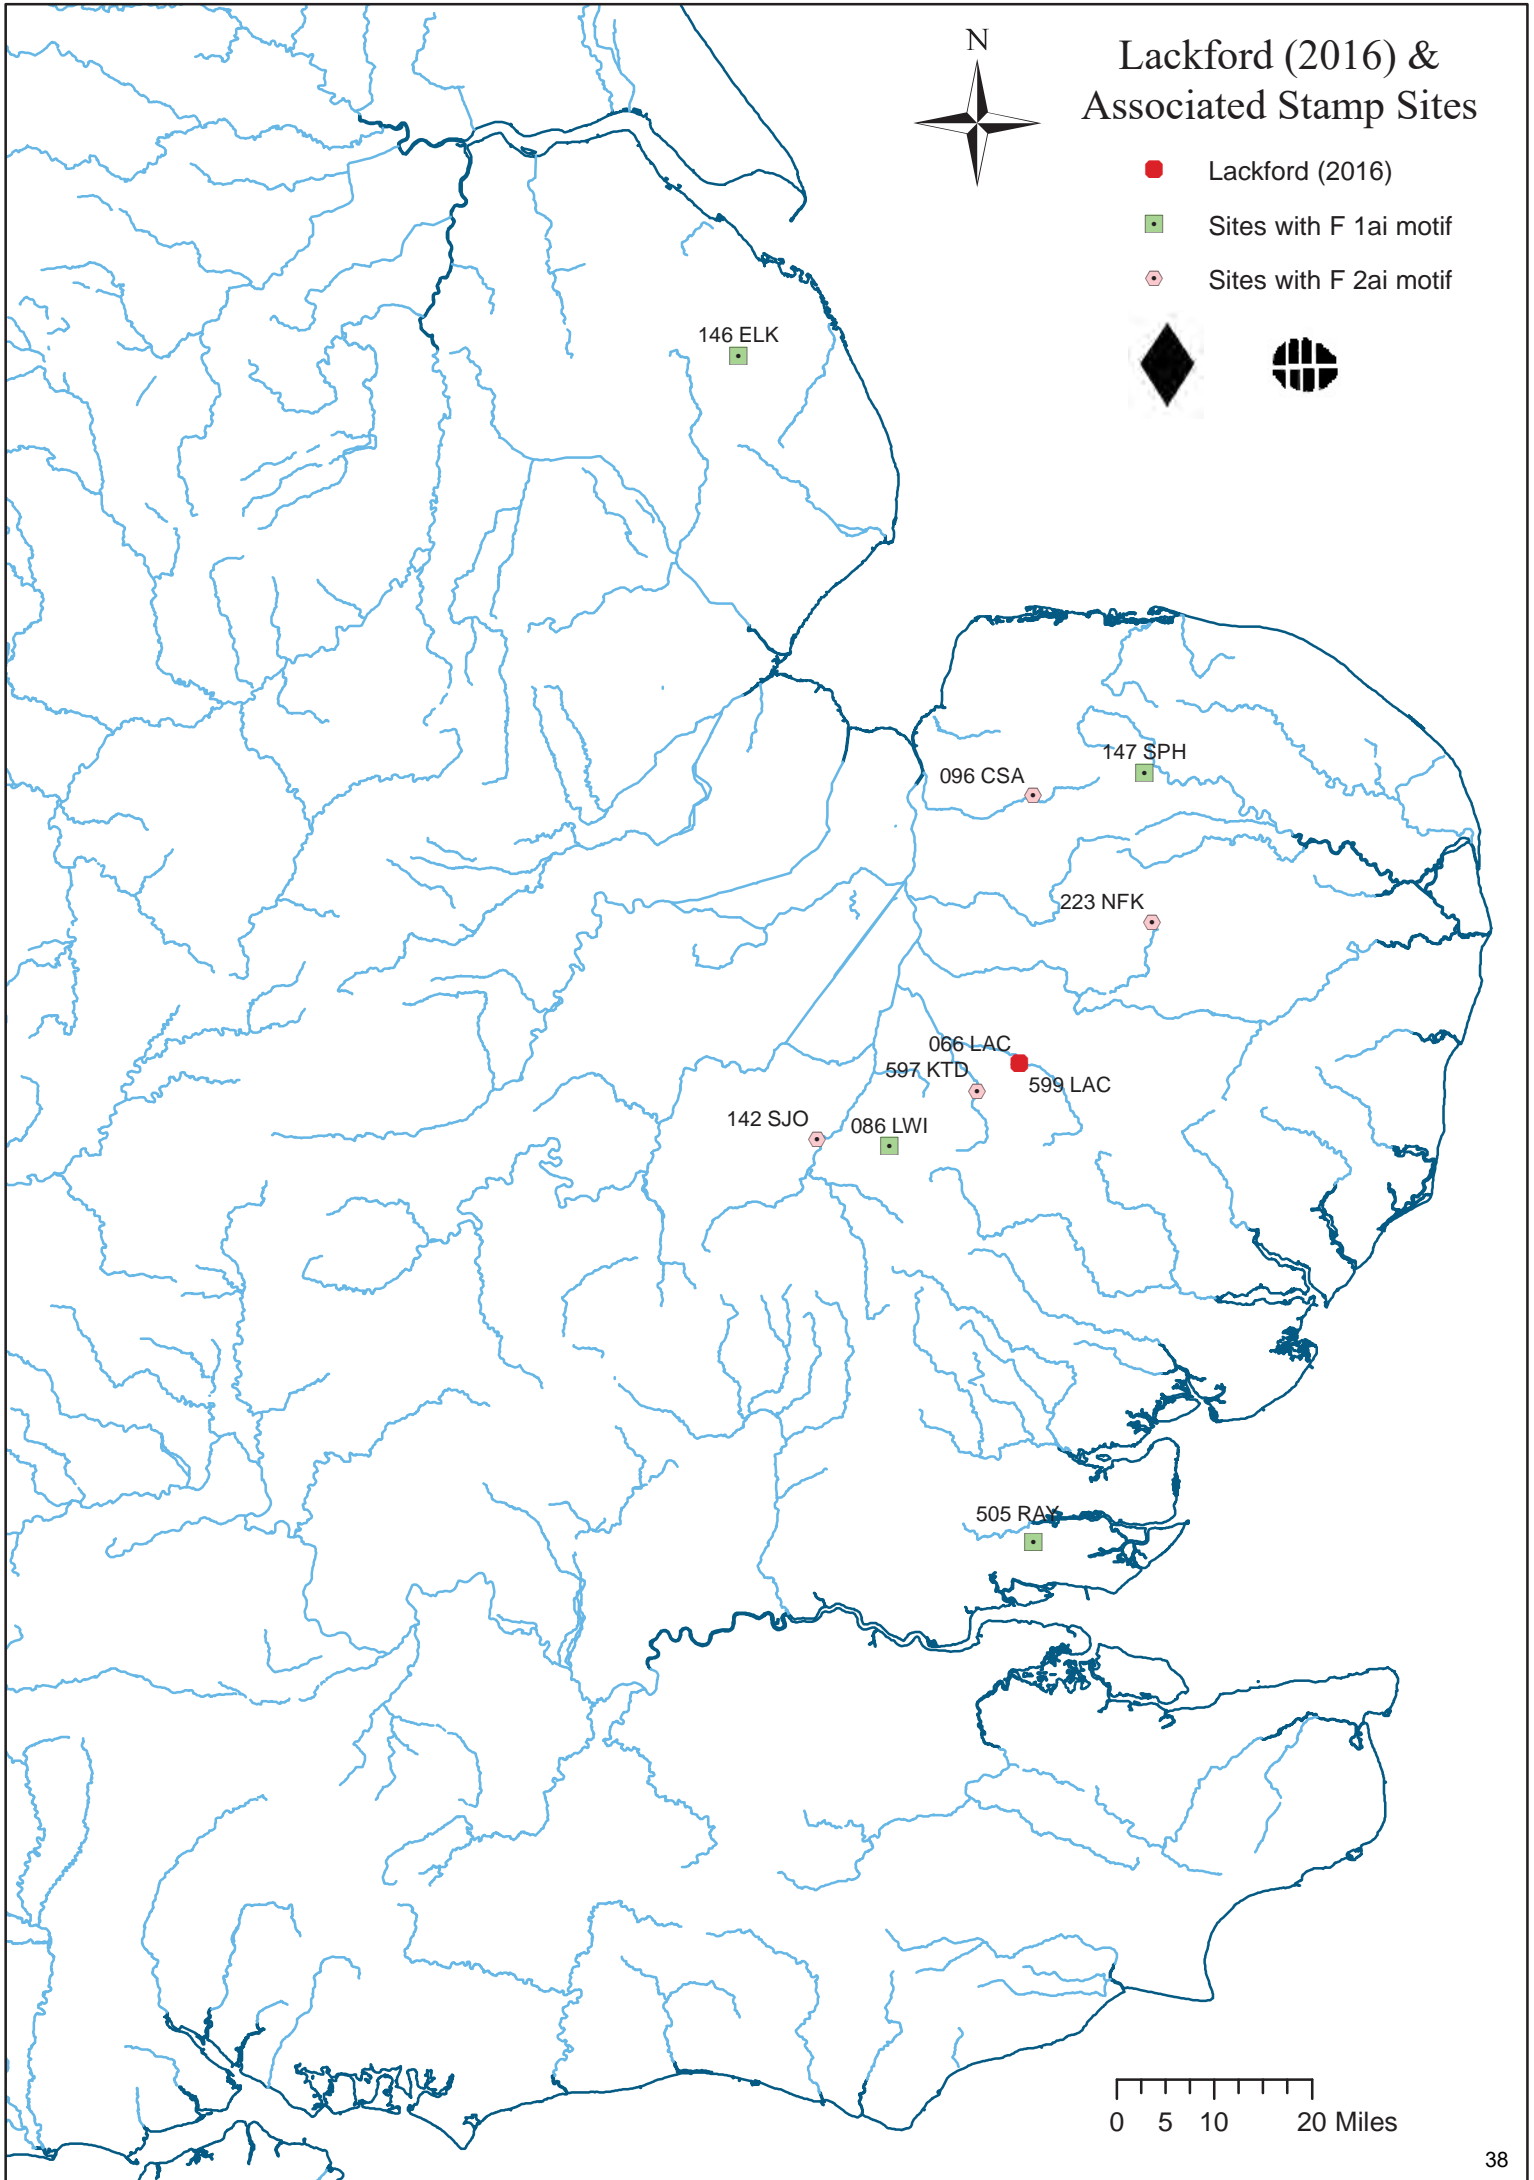 N
Lackford (2016) &
Associated Stamp Sites
Lackford (2016)
Sites with F 1ai motif
Sites with F 2ai motif
146 ELK
147 SPH
096 CSA
223 NFK
066 LAC
597 KTD
599 LAC
142 SJO
086 LWI
505 RAY
0 5 10 20 Miles
38